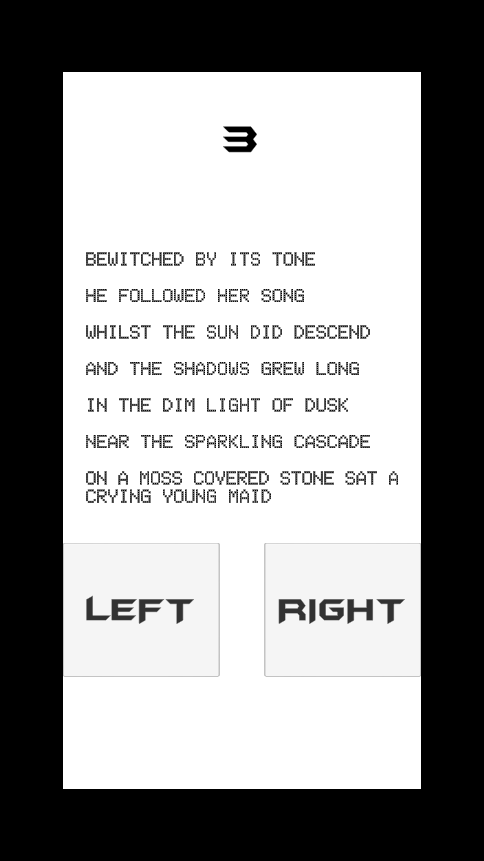 3
BEWITCHED BY ITS TONE
HE FOLLOWED HER SONG
WHILST THE SUN DID DESCEND
AND THE SHADOWS GREW LONG
IN THE DIM LIGHT OF DUSK
NEAR THE SPARKLING CASCADE
ON A MOSS COVERED STONE SAT A
CRYING YOUNG MAID
LEFT
RIGHT